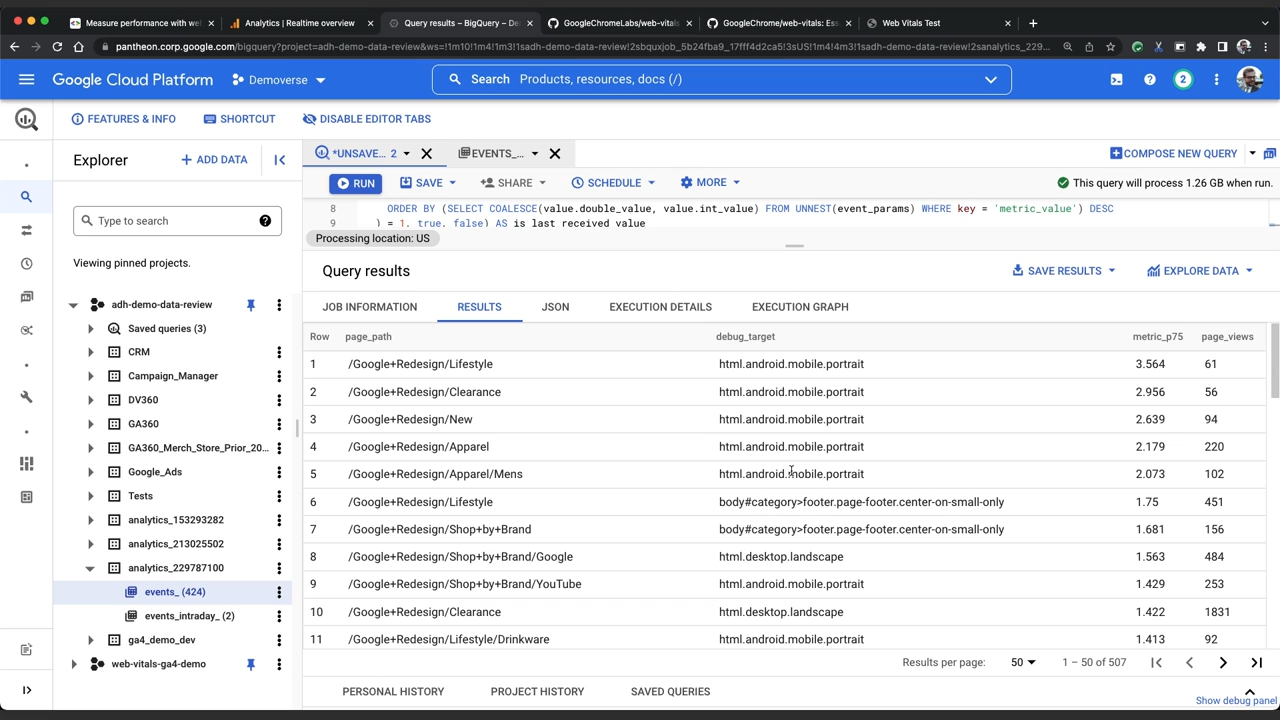 Measure performance with we
Analytics | Realtime overview
Query results – BigQuery – De
GoogleChromeLabs/web-vitals
GoogleChrome/web-vitals: Ess
Web Vitals Test
pantheon.corp.google.com/bigquery?project=adh-demo-data-review&ws=!1m10!1m4!1m3!1sadh-demo-data-review!2sbquxjob_5b24fba9_17fff4d2ca5!3sUS!1m4!4m3!1sadh-demo-data-review!2sanalytics_229...
Google Cloud Platform
Demoverse
Search Products, resources, docs (/)
2
FEATURES & INFO
SHORTCUT
DISABLE EDITOR TABS
Explorer
+ ADD DATA
*UNSAVE... 2
EVENTS_...
COMPOSE NEW QUERY
RUN
SAVE
SHARE
SCHEDULE
MORE
This query will process 1.26 GB when run.
8 ORDER BY (SELECT COALESCE(value.double_value, value.int_value) FROM UNNEST(event_params) WHERE key = 'metric_value') DESC
9 ) = 1, true, false) AS is_last_received_value
Processing location: US
Type to search
Viewing pinned projects.
adh-demo-data-review
Saved queries (3)
CRM
Campaign_Manager
DV360
GA360
GA360_Merch_Store_Prior_20...
Google_Ads
Tests
analytics_153293282
analytics_213025502
analytics_229787100
events_ (424)
events_intraday_ (2)
ga4_demo_dev
web-vitals-ga4-demo
Query results
SAVE RESULTS
EXPLORE DATA
JOB INFORMATION
RESULTS
JSON
EXECUTION DETAILS
EXECUTION GRAPH
Row page_path debug_target metric_p75 page_views
1 /Google+Redesign/Lifestyle html.android.mobile.portrait 3.564 61
2 /Google+Redesign/Clearance html.android.mobile.portrait 2.956 56
3 /Google+Redesign/New html.android.mobile.portrait 2.639 94
4 /Google+Redesign/Apparel html.android.mobile.portrait 2.179 220
5 /Google+Redesign/Apparel/Mens html.android.mobile.portrait 2.073 102
6 /Google+Redesign/Lifestyle body#category>footer.page-footer.center-on-small-only 1.75 451
7 /Google+Redesign/Shop+by+Brand body#category>footer.page-footer.center-on-small-only 1.681 156
8 /Google+Redesign/Shop+by+Brand/Google html.desktop.landscape 1.563 484
9 /Google+Redesign/Shop+by+Brand/YouTube html.android.mobile.portrait 1.429 253
10 /Google+Redesign/Clearance html.desktop.landscape 1.422 1831
11 /Google+Redesign/Lifestyle/Drinkware html.android.mobile.portrait 1.413 92
Results per page: 50 1 – 50 of 507
PERSONAL HISTORY
PROJECT HISTORY
SAVED QUERIES
Show debug panel